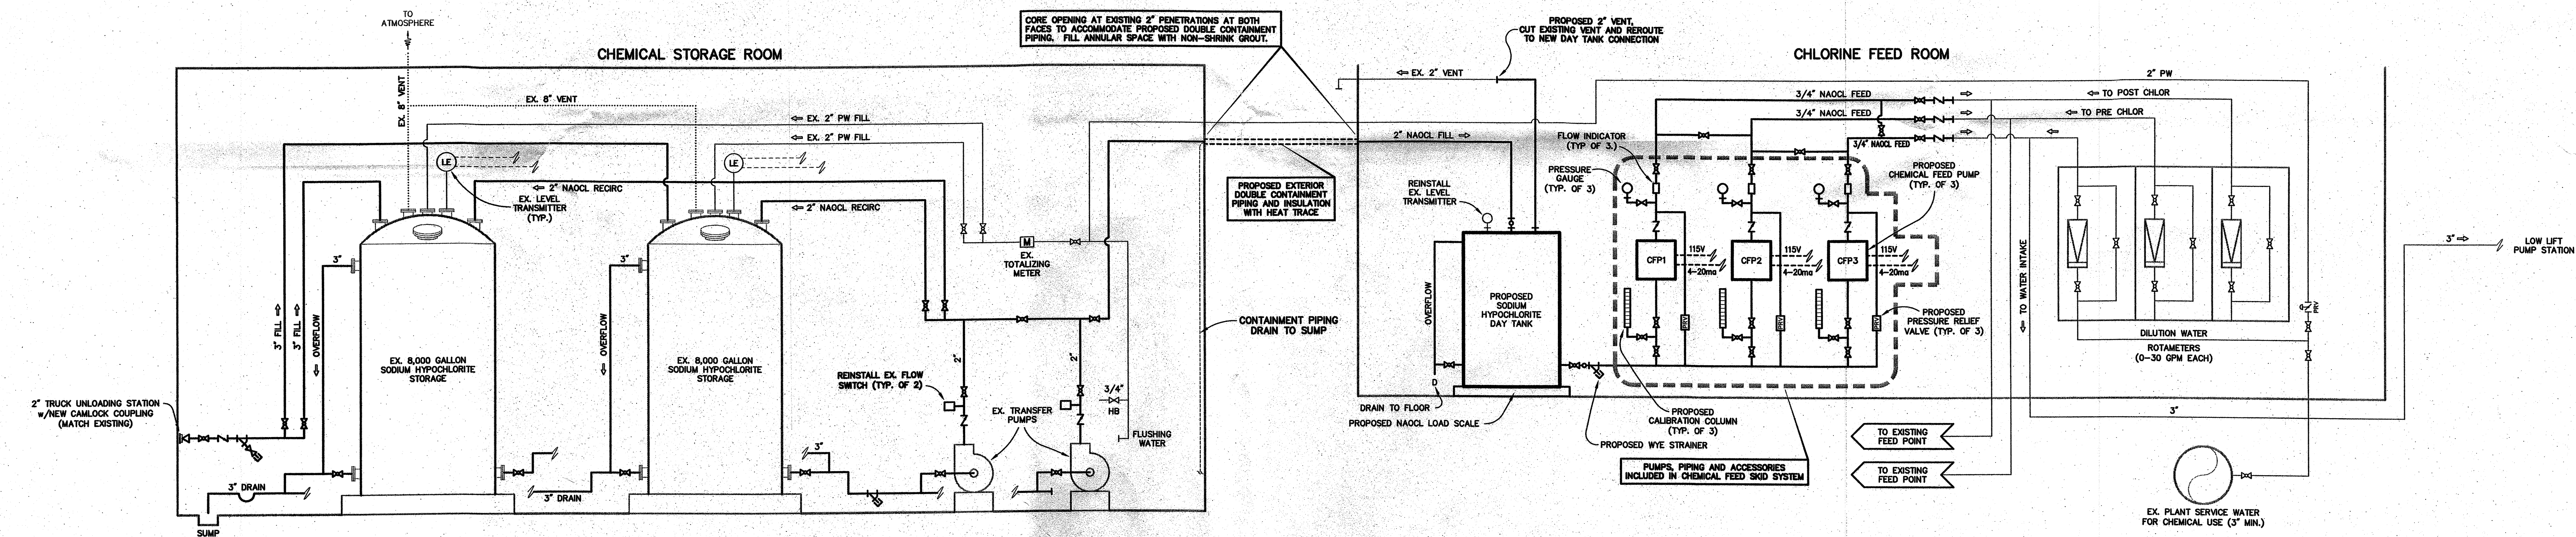 TO
ATMOSPHERE
EX. 8" VENT
CHEMICAL STORAGE ROOM
EX. 8" VENT
EX. 2" PW FILL
EX. 2" PW FILL
LE
LE
2" NAOCL RECIRC
EX. LEVEL
TRANSMITTER
(TYP.)
2" NAOCL RECIRC
3"
3"
3" FILL
3" FILL
OVERFLOW
OVERFLOW
M
EX.
TOTALIZING
METER
EX. 8,000 GALLON
SODIUM HYPOCHLORITE
STORAGE
EX. 8,000 GALLON
SODIUM HYPOCHLORITE
STORAGE
2"
2"
REINSTALL EX. FLOW
SWITCH (TYP. OF 2)
EX. TRANSFER
PUMPS
3/4"
HB
FLUSHING
WATER
2" TRUCK UNLOADING STATION
w/NEW CAMLOCK COUPLING
(MATCH EXISTING)
3" DRAIN
3" DRAIN
3"
SUMP
CORE OPENING AT EXISTING 2" PENETRATIONS AT BOTH
FACES TO ACCOMMODATE PROPOSED DOUBLE CONTAINMENT
PIPING. FILL ANNULAR SPACE WITH NON-SHRINK GROUT.
PROPOSED EXTERIOR
DOUBLE CONTAINMENT
PIPING AND INSULATION
WITH HEAT TRACE
CONTAINMENT PIPING
DRAIN TO SUMP
PROPOSED 2" VENT,
CUT EXISTING VENT AND REROUTE
TO NEW DAY TANK CONNECTION
EX. 2" VENT
CHLORINE FEED ROOM
2" PW
2" NAOCL FILL
3/4" NAOCL FEED
TO POST CHLOR
3/4" NAOCL FEED
TO PRE CHLOR
3/4" NAOCL FEED
FLOW INDICATOR
(TYP OF 3.)
PRESSURE
GAUGE
(TYP. OF 3)
PROPOSED
CHEMICAL FEED PUMP
(TYP. OF 3)
REINSTALL
EX. LEVEL
TRANSMITTER
CFP1
115V
4-20ma
CFP2
115V
4-20ma
CFP3
115V
4-20ma
OVERFLOW
PROPOSED
SODIUM
HYPOCHLORITE
DAY TANK
PRV
PRV
PRV
PROPOSED
PRESSURE RELIEF
VALVE (TYP. OF 3)
D
DRAIN TO FLOOR
PROPOSED NAOCL LOAD SCALE
PROPOSED WYE STRAINER
PROPOSED
CALIBRATION COLUMN
(TYP. OF 3)
PUMPS, PIPING AND ACCESSORIES
INCLUDED IN CHEMICAL FEED SKID SYSTEM
TO EXISTING
FEED POINT
TO EXISTING
FEED POINT
TO WATER INTAKE
DILUTION WATER
ROTAMETERS
(0-30 GPM EACH)
PRV
3"
3"
LOW LIFT
PUMP STATION
EX. PLANT SERVICE WATER
FOR CHEMICAL USE (3" MIN.)